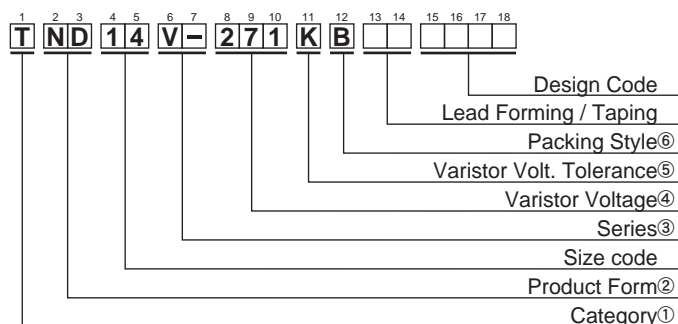 1 2 3 4 5 6 7 8 9 10 11 12 13 14 15 16 17 18
T N D 1 4 V - 2 7 1 K B
Design Code
Lead Forming / Taping
Packing Style⑥
Varistor Volt. Tolerance⑤
Varistor Voltage④
Series③
Size code
Product Form②
Category①